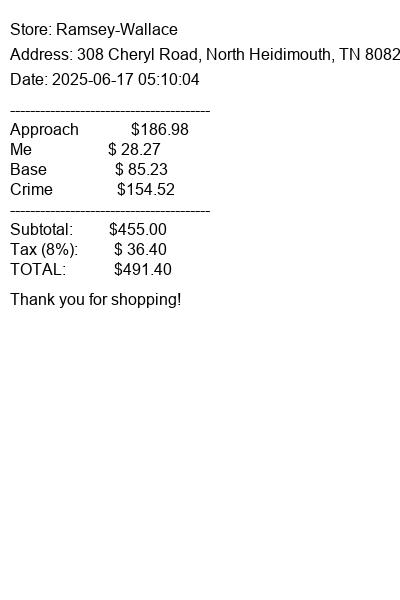 Store: Ramsey-Wallace
Address: 308 Cheryl Road, North Heidimouth, TN 8082
Date: 2025-06-17 05:10:04
----------------------------------------
Approach $186.98
Me $ 28.27
Base $ 85.23
Crime $154.52
----------------------------------------
Subtotal: $455.00
Tax (8%): $ 36.40
TOTAL: $491.40
Thank you for shopping!